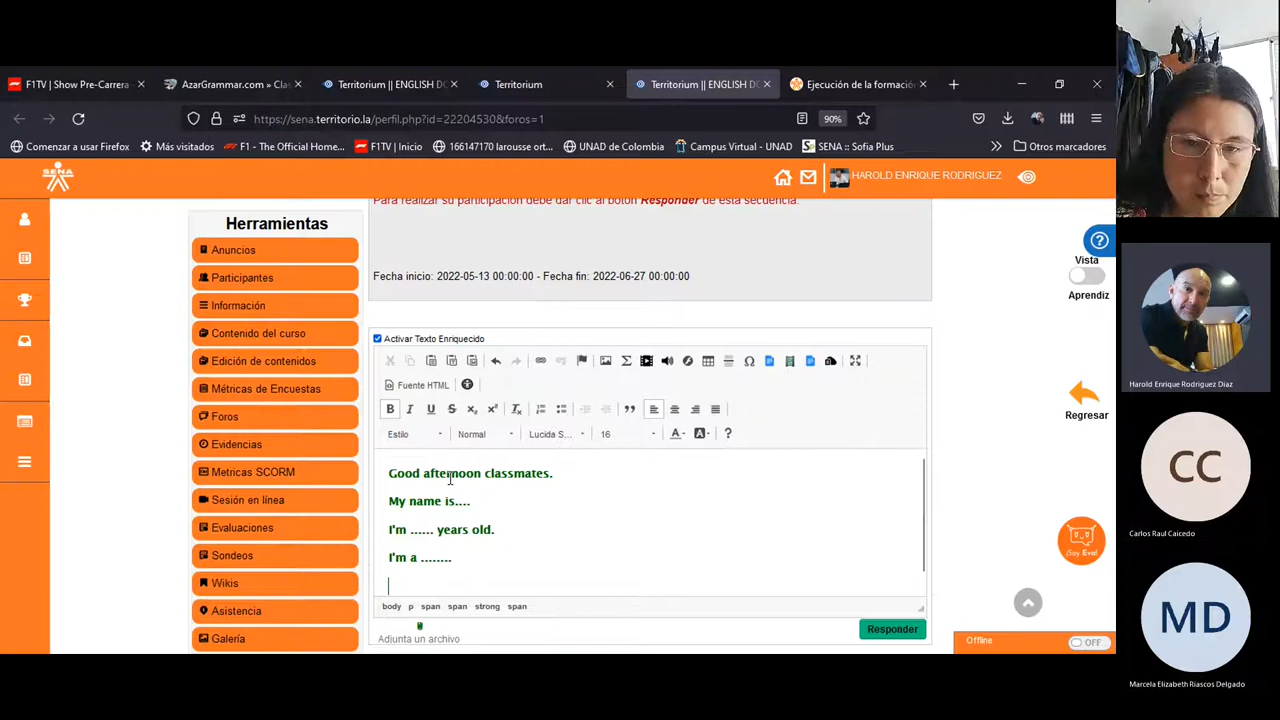 F1TV | Show Pre-Carrera
AzarGrammar.com » Cla
Territorium || ENGLISH DC
Territorium
Territorium || ENGLISH DC
Ejecución de la formación
https://sena.territorio.la/perfil.php?id=22204530&foros=1
90%
Comenzar a usar Firefox
Más visitados
F1 - The Official Home...
F1TV | Inicio
166147170 larousse ort...
UNAD de Colombia
Campus Virtual - UNAD
SENA :: Sofia Plus
Otros marcadores
SENA
HAROLD ENRIQUE RODRIGUEZ
Herramientas
Anuncios
Participantes
Información
Contenido del curso
Edición de contenidos
Métricas de Encuestas
Foros
Evidencias
Metricas SCORM
Sesión en línea
Evaluaciones
Sondeos
Wikis
Asistencia
Galería
Para realizar su participación debe dar clic al botón Responder de esta secuencia.
Fecha inicio: 2022-05-13 00:00:00 - Fecha fin: 2022-06-27 00:00:00
Activar Texto Enriquecido
Fuente HTML
Estilo
Normal
Lucida S...
16
Good afternoon classmates.
My name is....
I'm ...... years old.
I'm a ........
body p span span strong span
Adjunta un archivo
Responder
Vista
Aprendiz
Regresar
¡Soy Eva!
Offline
OFF
Harold Enrique Rodriguez Diaz
CC
Carlos Raul Caicedo
MD
Marcela Elizabeth Riascos Delgado